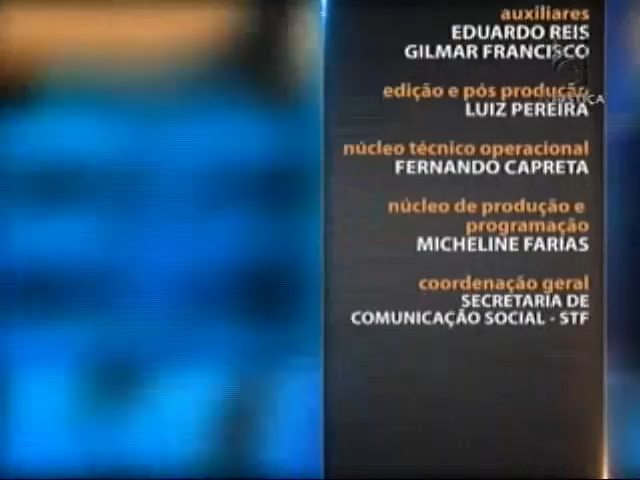 auxiliares
EDUARDO REIS
GILMAR FRANCISCO
edição e pós produção
LUIZ PEREIRA
núcleo técnico operacional
FERNANDO CAPRETA
núcleo de produção e
programação
MICHELINE FARIAS
coordenação geral
SECRETARIA DE
COMUNICAÇÃO SOCIAL - STF